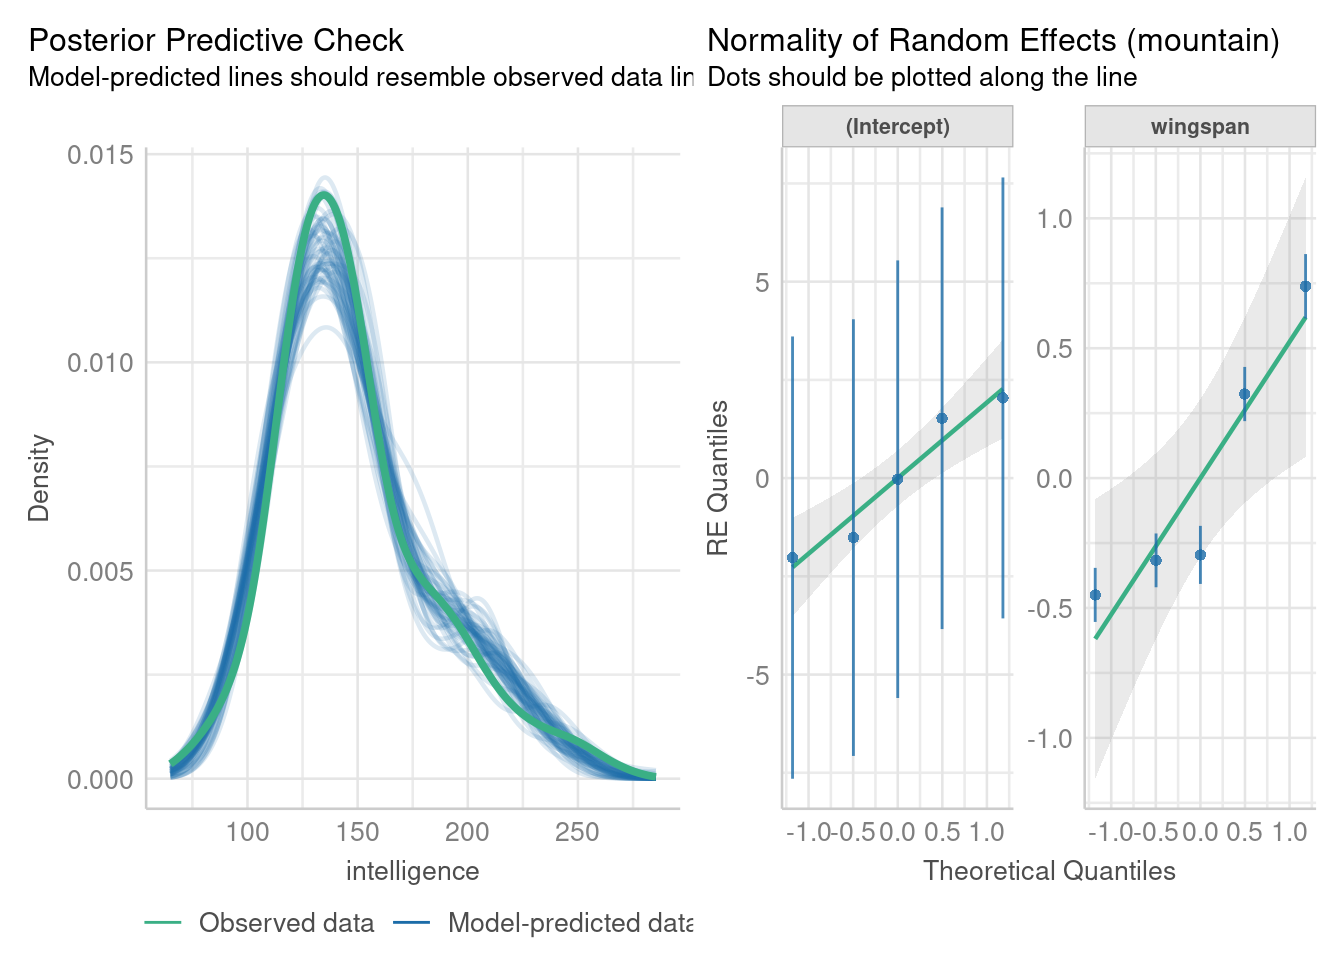 Posterior Predictive Check
Model-predicted lines should resemble observed data lin
0.015
0.010
0.005
0.000
Density
100 150 200 250
intelligence
Observed data Model-predicted data
Normality of Random Effects (mountain)
Dots should be plotted along the line
(Intercept) wingspan
5
0
-5
RE Quantiles
1.0
0.5
0.0
-0.5
-1.0
-1.0 -0.5 0.0 0.5 1.0 -1.0 -0.5 0.0 0.5 1.0
Theoretical Quantiles